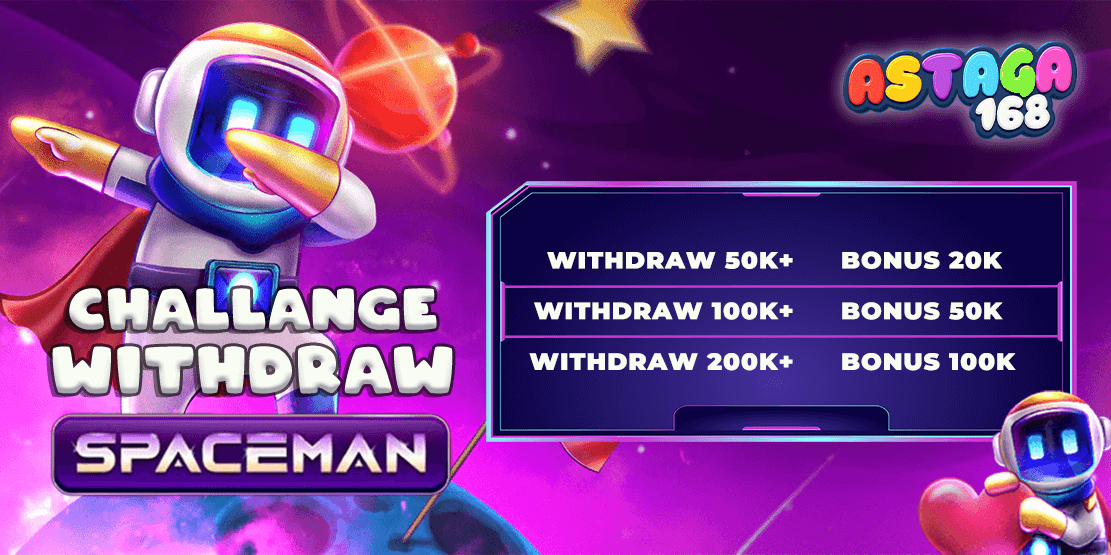 ASTAGA
168
CHALLANGE
WITHDRAW
SPACEMAN
WITHDRAW 50K+ BONUS 20K
WITHDRAW 100K+ BONUS 50K
WITHDRAW 200K+ BONUS 100K